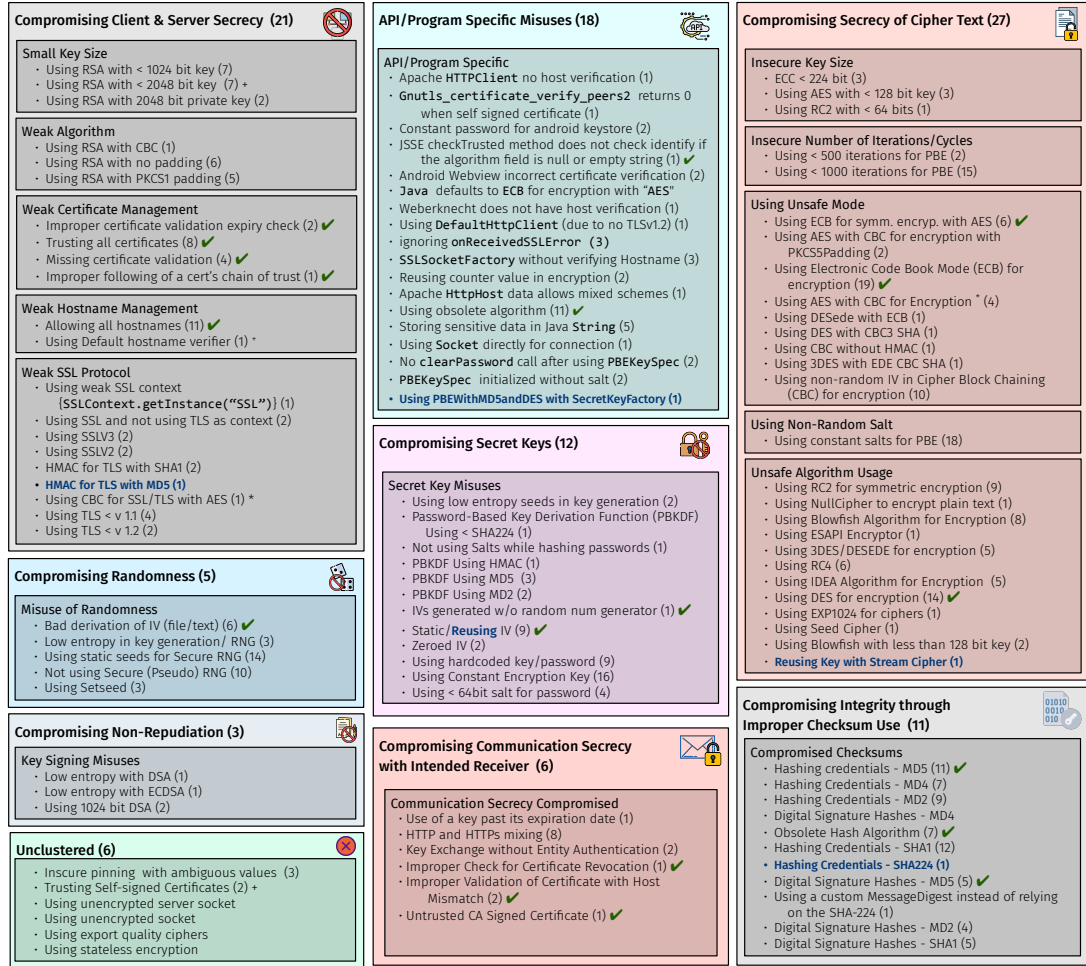 Compromising Client & Server Secrecy (21)
Small Key Size
· Using RSA with < 1024 bit key (7)
· Using RSA with < 2048 bit key (7) +
· Using RSA with 2048 bit private key (2)
Weak Algorithm
· Using RSA with CBC (1)
· Using RSA with no padding (6)
· Using RSA with PKCS1 padding (5)
Weak Certificate Management
· Improper certificate validation expiry check (2) ✔
· Trusting all certificates (8) ✔
· Missing certificate validation (4) ✔
· Improper following of a cert's chain of trust (1) ✔
Weak Hostname Management
· Allowing all hostnames (11) ✔
· Using Default hostname verifier (1) +
Weak SSL Protocol
· Using weak SSL context
{SSLContext.getInstance(“SSL”)} (1)
· Using SSL and not using TLS as context (2)
· Using SSLV3 (2)
· Using SSLV2 (2)
· HMAC for TLS with SHA1 (2)
· HMAC for TLS with MD5 (1)
· Using CBC for SSL/TLS with AES (1) *
· Using TLS < v 1.1 (4)
· Using TLS < v 1.2 (2)
Compromising Randomness (5)
Misuse of Randomness
· Bad derivation of IV (file/text) (6) ✔
· Low entropy in key generation/ RNG (3)
· Using static seeds for Secure RNG (14)
· Not using Secure (Pseudo) RNG (10)
· Using Setseed (3)
Compromising Non-Repudiation (3)
Key Signing Misuses
· Low entropy with DSA (1)
· Low entropy with ECDSA (1)
· Using 1024 bit DSA (2)
Unclustered (6)
· Inscure pinning with ambiguous values (3)
· Trusting Self-signed Certificates (2) +
· Using unencrypted server socket
· Using unencrypted socket
· Using export quality ciphers
· Using stateless encryption
API/Program Specific Misuses (18)
API
API/Program Specific
· Apache HTTPClient no host verification (1)
· Gnutls_certificate_verify_peers2 returns 0
when self signed certificate (1)
· Constant password for android keystore (2)
· JSSE checkTrusted method does not check identify if
the algorithm field is null or empty string (1) ✔
· Android Webview incorrect certificate verification (2)
· Java defaults to ECB for encryption with “AES"
· Weberknecht does not have host verification (1)
· Using DefaultHttpClient (due to no TLSv1.2) (1)
· ignoring onReceivedSSLError (3)
· SSLSocketFactory without verifying Hostname (3)
· Reusing counter value in encryption (2)
· Apache HttpHost data allows mixed schemes (1)
· Using obsolete algorithm (11) ✔
· Storing sensitive data in Java String (5)
· Using Socket directly for connection (1)
· No clearPassword call after using PBEKeySpec (2)
· PBEKeySpec initialized without salt (2)
· Using PBEWithMD5andDES with SecretKeyFactory (1)
Compromising Secret Keys (12)
Secret Key Misuses
· Using low entropy seeds in key generation (2)
· Password-Based Key Derivation Function (PBKDF)
Using < SHA224 (1)
· Not using Salts while hashing passwords (1)
· PBKDF Using HMAC (1)
· PBKDF Using MD5 (3)
· PBKDF Using MD2 (2)
· IVs generated w/o random num generator (1) ✔
· Static/Reusing IV (9) ✔
· Zeroed IV (2)
· Using hardcoded key/password (9)
· Using Constant Encryption Key (16)
· Using < 64bit salt for password (4)
Compromising Communication Secrecy
with Intended Receiver (6)
Communication Secrecy Compromised
· Use of a key past its expiration date (1)
· HTTP and HTTPs mixing (8)
· Key Exchange without Entity Authentication (2)
· Improper Check for Certificate Revocation (1) ✔
· Improper Validation of Certificate with Host
Mismatch (2) ✔
· Untrusted CA Signed Certificate (1) ✔
Compromising Secrecy of Cipher Text (27)
Insecure Key Size
· ECC < 224 bit (3)
· Using AES with < 128 bit key (3)
· Using RC2 with < 64 bits (1)
Insecure Number of Iterations/Cycles
· Using < 500 iterations for PBE (2)
· Using < 1000 iterations for PBE (15)
Using Unsafe Mode
· Using ECB for symm. encryp. with AES (6) ✔
· Using AES with CBC for encryption with
PKCS5Padding (2)
· Using Electronic Code Book Mode (ECB) for
encryption (19) ✔
· Using AES with CBC for Encryption * (4)
· Using DESede with ECB (1)
· Using DES with CBC3 SHA (1)
· Using CBC without HMAC (1)
· Using 3DES with EDE CBC SHA (1)
· Using non-random IV in Cipher Block Chaining
(CBC) for encryption (10)
Using Non-Random Salt
· Using constant salts for PBE (18)
Unsafe Algorithm Usage
· Using RC2 for symmetric encryption (9)
· Using NullCipher to encrypt plain text (1)
· Using Blowfish Algorithm for Encryption (8)
· Using ESAPI Encryptor (1)
· Using 3DES/DESEDE for encryption (5)
· Using RC4 (6)
· Using IDEA Algorithm for Encryption (5)
· Using DES for encryption (14) ✔
· Using EXP1024 for ciphers (1)
· Using Seed Cipher (1)
· Using Blowfish with less than 128 bit key (2)
· Reusing Key with Stream Cipher (1)
Compromising Integrity through
Improper Checksum Use (11)
01010
0010
010
Compromised Checksums
· Hashing credentials - MD5 (11) ✔
· Hashing Credentials - MD4 (7)
· Hashing Credentials - MD2 (9)
· Digital Signature Hashes - MD4
· Obsolete Hash Algorithm (7) ✔
· Hashing Credentials - SHA1 (12)
· Hashing Credentials - SHA224 (1)
· Digital Signature Hashes - MD5 (5) ✔
· Using a custom MessageDigest instead of relying
on the SHA-224 (1)
· Digital Signature Hashes - MD2 (4)
· Digital Signature Hashes - SHA1 (5)